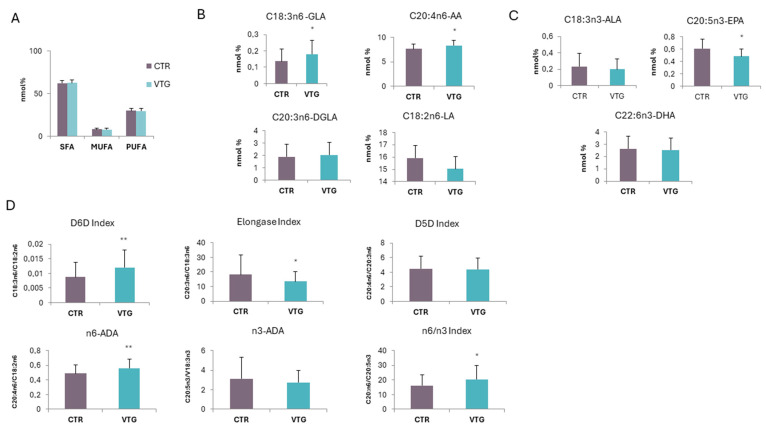 A
nmol%
100
50
0
SFA MUFA PUFA
CTR
VTG
B
C18:3n6-GLA
nmol %
0,3
0,2
0,1
0
*
CTR VTG
C20:4n6-AA
nmol %
10
5
0
*
CTR VTG
C20:3n6-DGLA
nmol %
4
3
2
1
0
CTR VTG
C18:2n6-LA
nmol %
18
17
16
15
14
CTR VTG
C
C18:3n3-ALA
nmol %
0,6
0,4
0,2
0
CTR VTG
C20:5n3-EPA
nmol %
0,8
0,6
0,4
0,2
0
*
CTR VTG
C22:6n3-DHA
nmol %
4
3
2
1
0
CTR VTG
D
D6D Index
C18:3n6/C18:2n6
0,02
0,015
0,01
0,005
0
**
CTR VTG
Elongase Index
C20:3n6/C18:3n6
40
30
20
10
0
*
CTR VTG
D5D Index
C20:4n6/C20:3n6
8
6
4
2
0
CTR VTG
n6-ADA
C20:4n6/C18:2n6
0,8
0,6
0,4
0,2
0
**
CTR VTG
n3-ADA
C20:5n3/V18:3n3
6
4
2
0
CTR VTG
n6/n3 Index
C20:n6/C20:5n3
40
30
20
10
0
*
CTR VTG